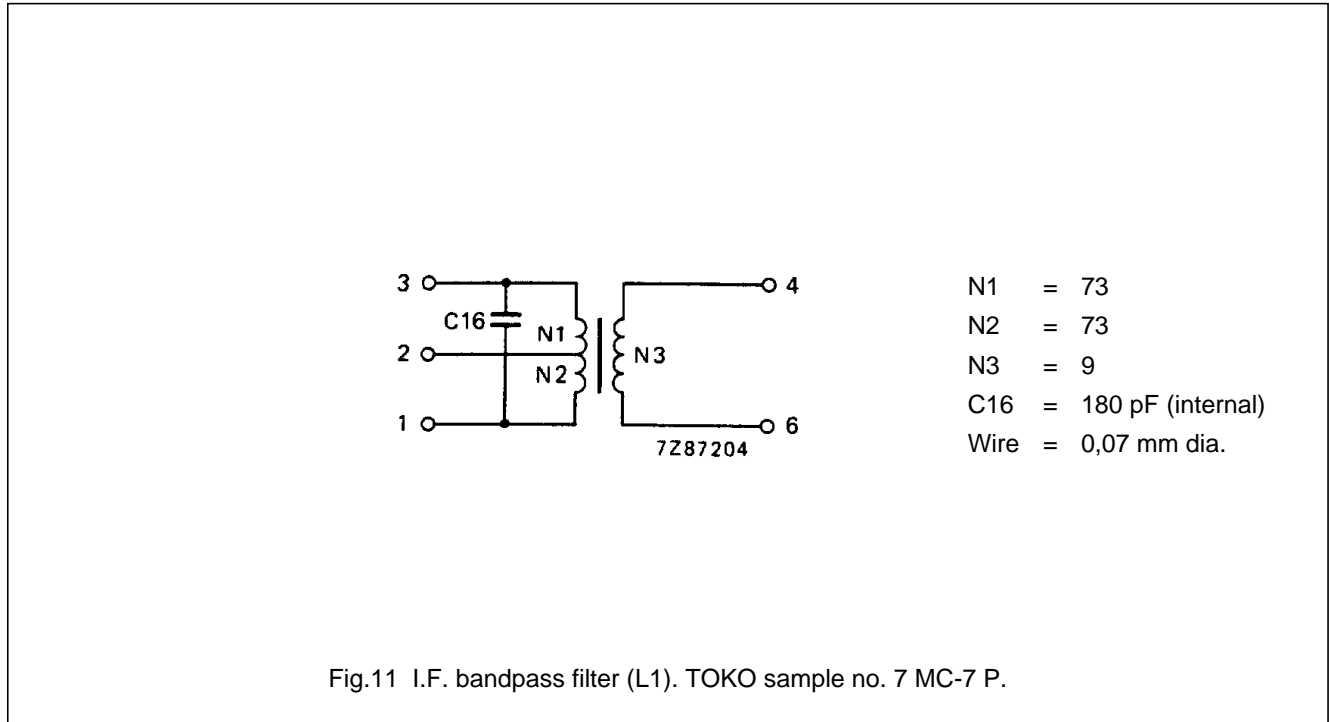 3
C16
N1
2
N2
1
N3
4
6
7Z87204
N1 = 73
N2 = 73
N3 = 9
C16 = 180 pF (internal)
Wire = 0,07 mm dia.
Fig.11 I.F. bandpass filter (L1). TOKO sample no. 7 MC-7 P.